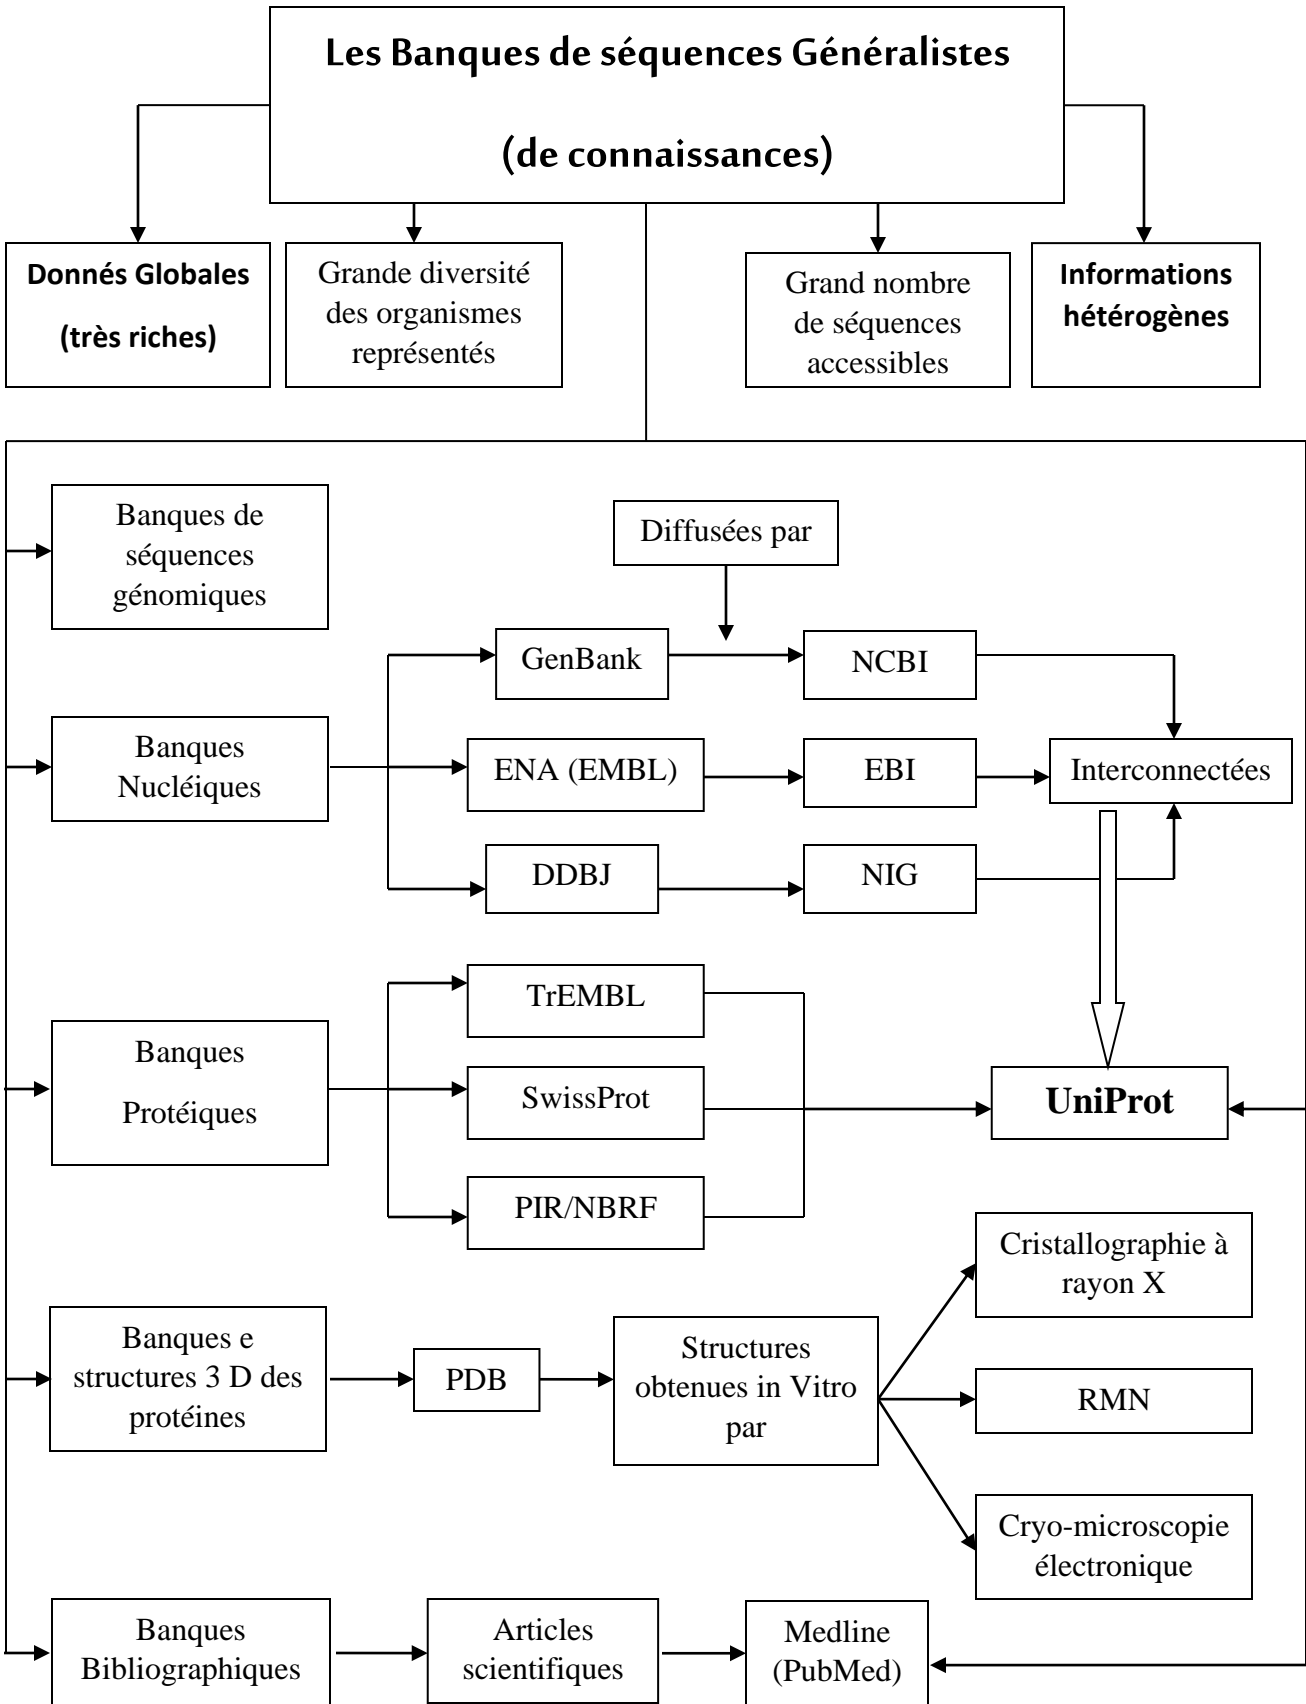 Les Banques de séquences Généralistes
(de connaissances)
Donnés Globales
(très riches)
Grande diversité
des organismes
représentés
Grand nombre
de séquences
accessibles
Informations
hétérogènes
Banques de
séquences
génomiques
Diffusées par
GenBank
NCBI
Banques
Nucléiques
ENA (EMBL)
EBI
Interconnectées
DDBJ
NIG
TrEMBL
Banques
Protéiques
SwissProt
UniProt
PIR/NBRF
Cristallographie à
rayon X
Banques e
structures 3 D des
protéines
PDB
Structures
obtenues in Vitro
par
RMN
Cryo-microscopie
électronique
Banques
Bibliographiques
Articles
scientifiques
Medline
(PubMed)